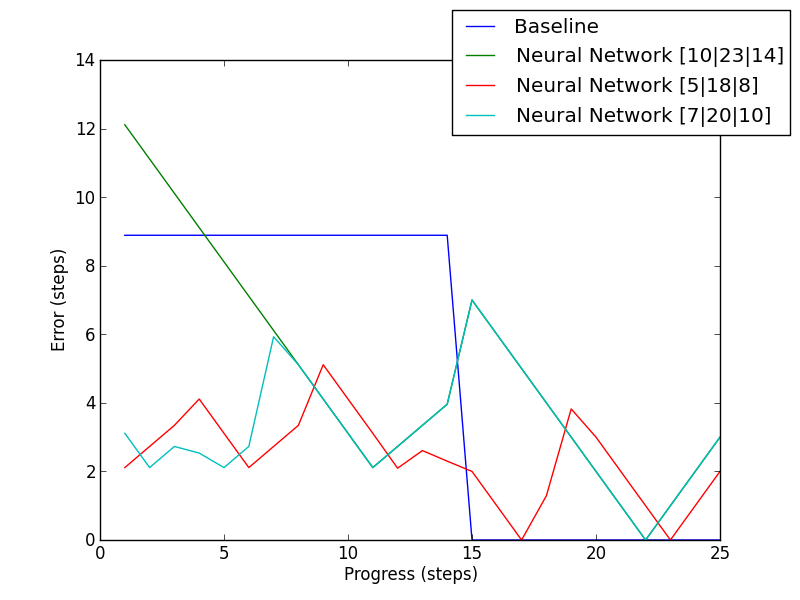 Baseline
Neural Network [10|23|14]
Neural Network [5|18|8]
Neural Network [7|20|10]
14
12
10
8
6
4
2
0
Error (steps)
0 5 10 15 20 25
Progress (steps)